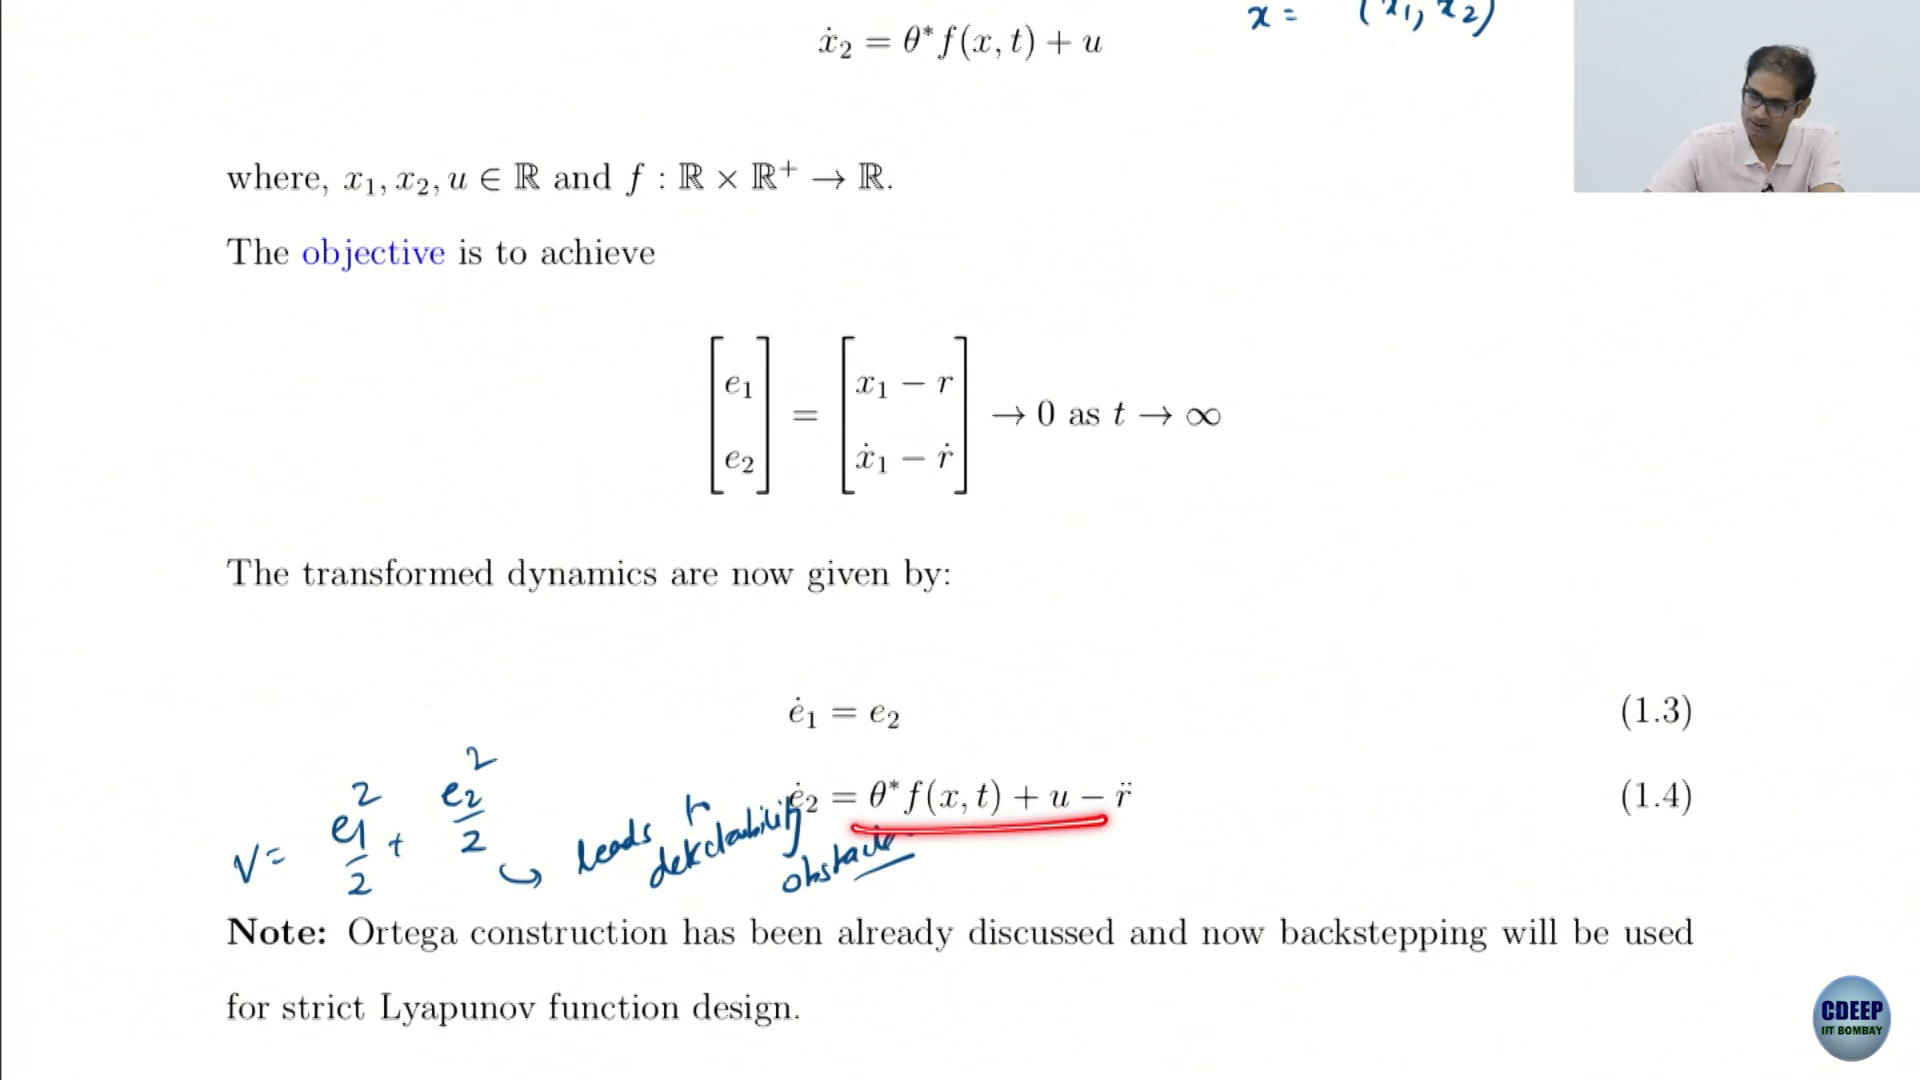 ẋ₂ = θ*f(x, t) + u
x = (x₁, x₂)
where, x₁, x₂, u ∈ ℝ and f : ℝ × ℝ⁺ → ℝ.
The objective is to achieve
[e₁; e₂] = [x₁ − r; ẋ₁ − ṙ] → 0 as t → ∞
The transformed dynamics are now given by:
ė₁ = e₂ (1.3)
ė₂ = θ*f(x, t) + u − r̈ (1.4)
V = e₁²/2 + e₂²/2
leads
obstacle
Note: Ortega construction has been already discussed and now backstepping will be used
for strict Lyapunov function design.
CDEEP
IIT BOMBAY